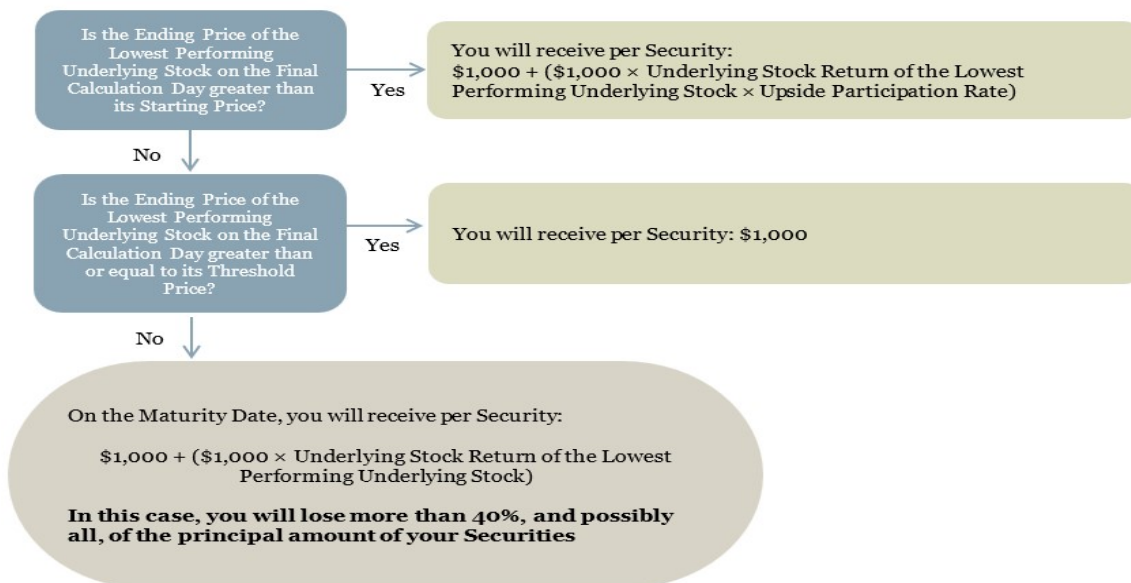 Is the Ending Price of the
Lowest Performing
Underlying Stock on the Final
Calculation Day greater than
its Starting Price?
Yes
You will receive per Security:
$1,000 + ($1,000 × Underlying Stock Return of the Lowest
Performing Underlying Stock × Upside Participation Rate)
No
Is the Ending Price of the
Lowest Performing
Underlying Stock on the Final
Calculation Day greater than
or equal to its Threshold
Price?
Yes
You will receive per Security: $1,000
No
On the Maturity Date, you will receive per Security:
$1,000 + ($1,000 × Underlying Stock Return of the Lowest
Performing Underlying Stock)
In this case, you will lose more than 40%, and possibly
all, of the principal amount of your Securities